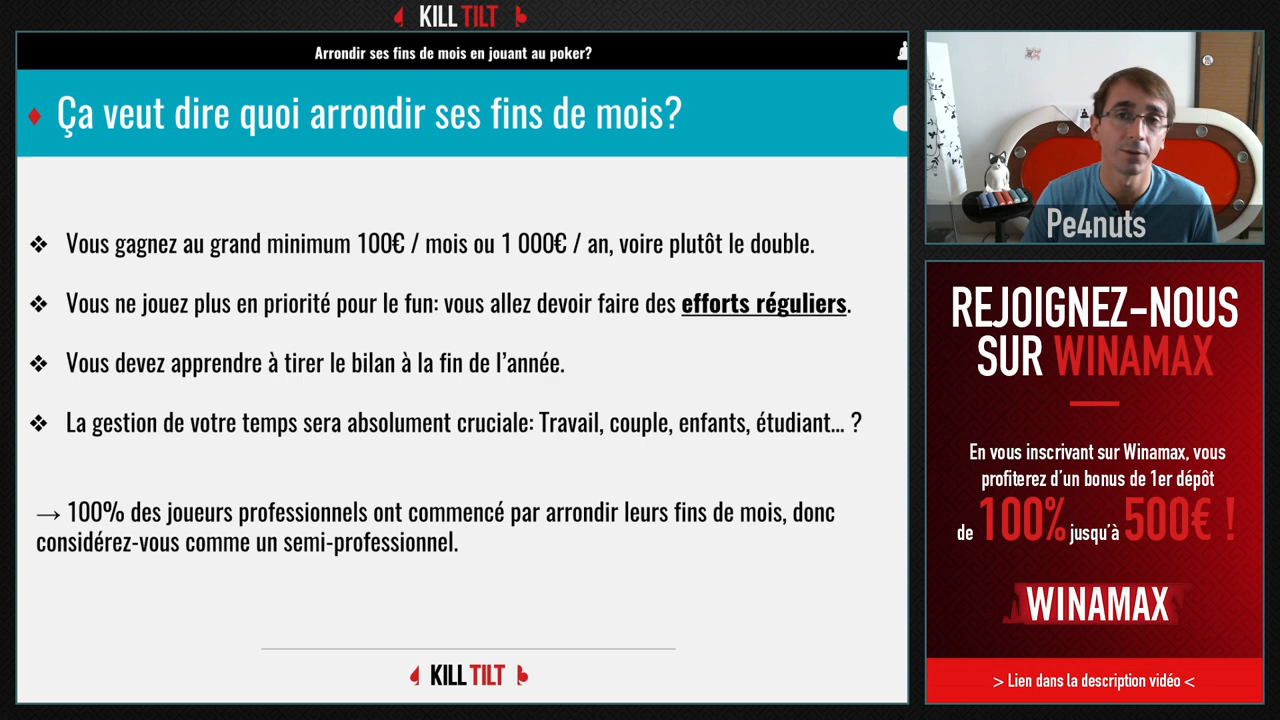 KILL TILT
Arrondir ses fins de mois en jouant au poker?
Ça veut dire quoi arrondir ses fins de mois?
❖ Vous gagnez au grand minimum 100€ / mois ou 1 000€ / an, voire plutôt le double.
❖ Vous ne jouez plus en priorité pour le fun: vous allez devoir faire des efforts réguliers.
❖ Vous devez apprendre à tirer le bilan à la fin de l’année.
❖ La gestion de votre temps sera absolument cruciale: Travail, couple, enfants, étudiant... ?
→ 100% des joueurs professionnels ont commencé par arrondir leurs fins de mois, donc
considérez-vous comme un semi-professionnel.
KILL TILT
Pe4nuts
REJOIGNEZ-NOUS
SUR WINAMAX
En vous inscrivant sur Winamax, vous
profiterez d’un bonus de 1er dépôt
de 100% jusqu’à 500€ !
WINAMAX
> Lien dans la description vidéo <